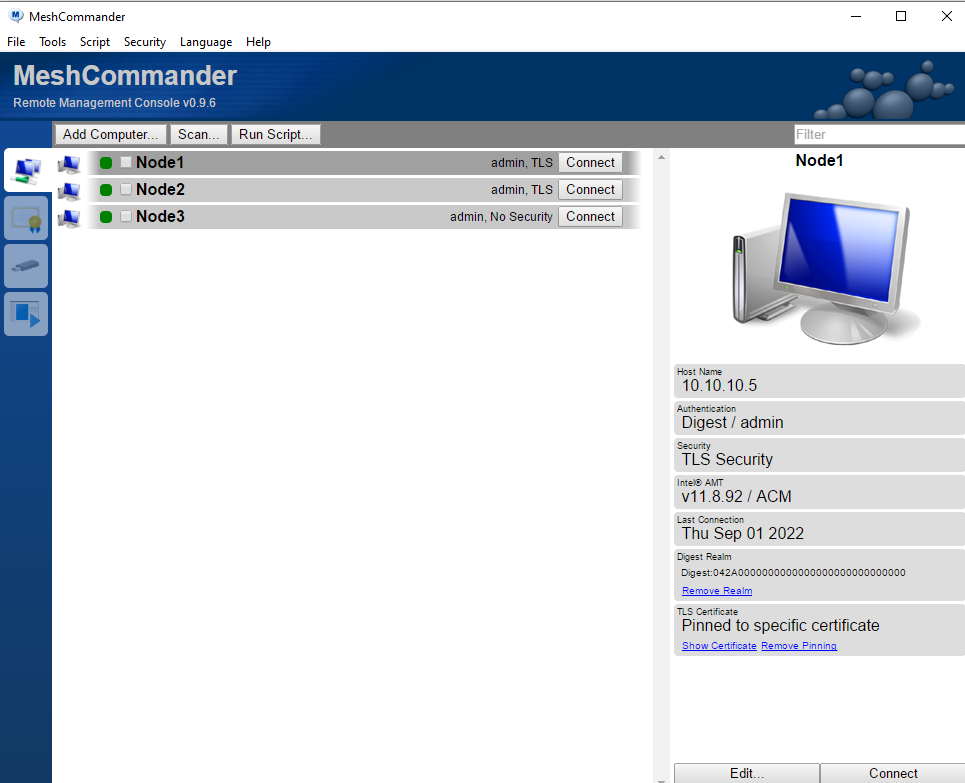 MeshCommander
File Tools Script Security Language Help
MeshCommander
Remote Management Console v0.9.6
Add Computer... Scan... Run Script... Filter
Node1 admin, TLS Connect
Node2 admin, TLS Connect
Node3 admin, No Security Connect
Node1
Host Name
10.10.10.5
Authentication
Digest / admin
Security
TLS Security
Intel® AMT
v11.8.92 / ACM
Last Connection
Thu Sep 01 2022
Digest Realm
Digest:042A0000000000000000000000000000
Remove Realm
TLS Certificate
Pinned to specific certificate
Show Certificate Remove Pinning
Edit... Connect